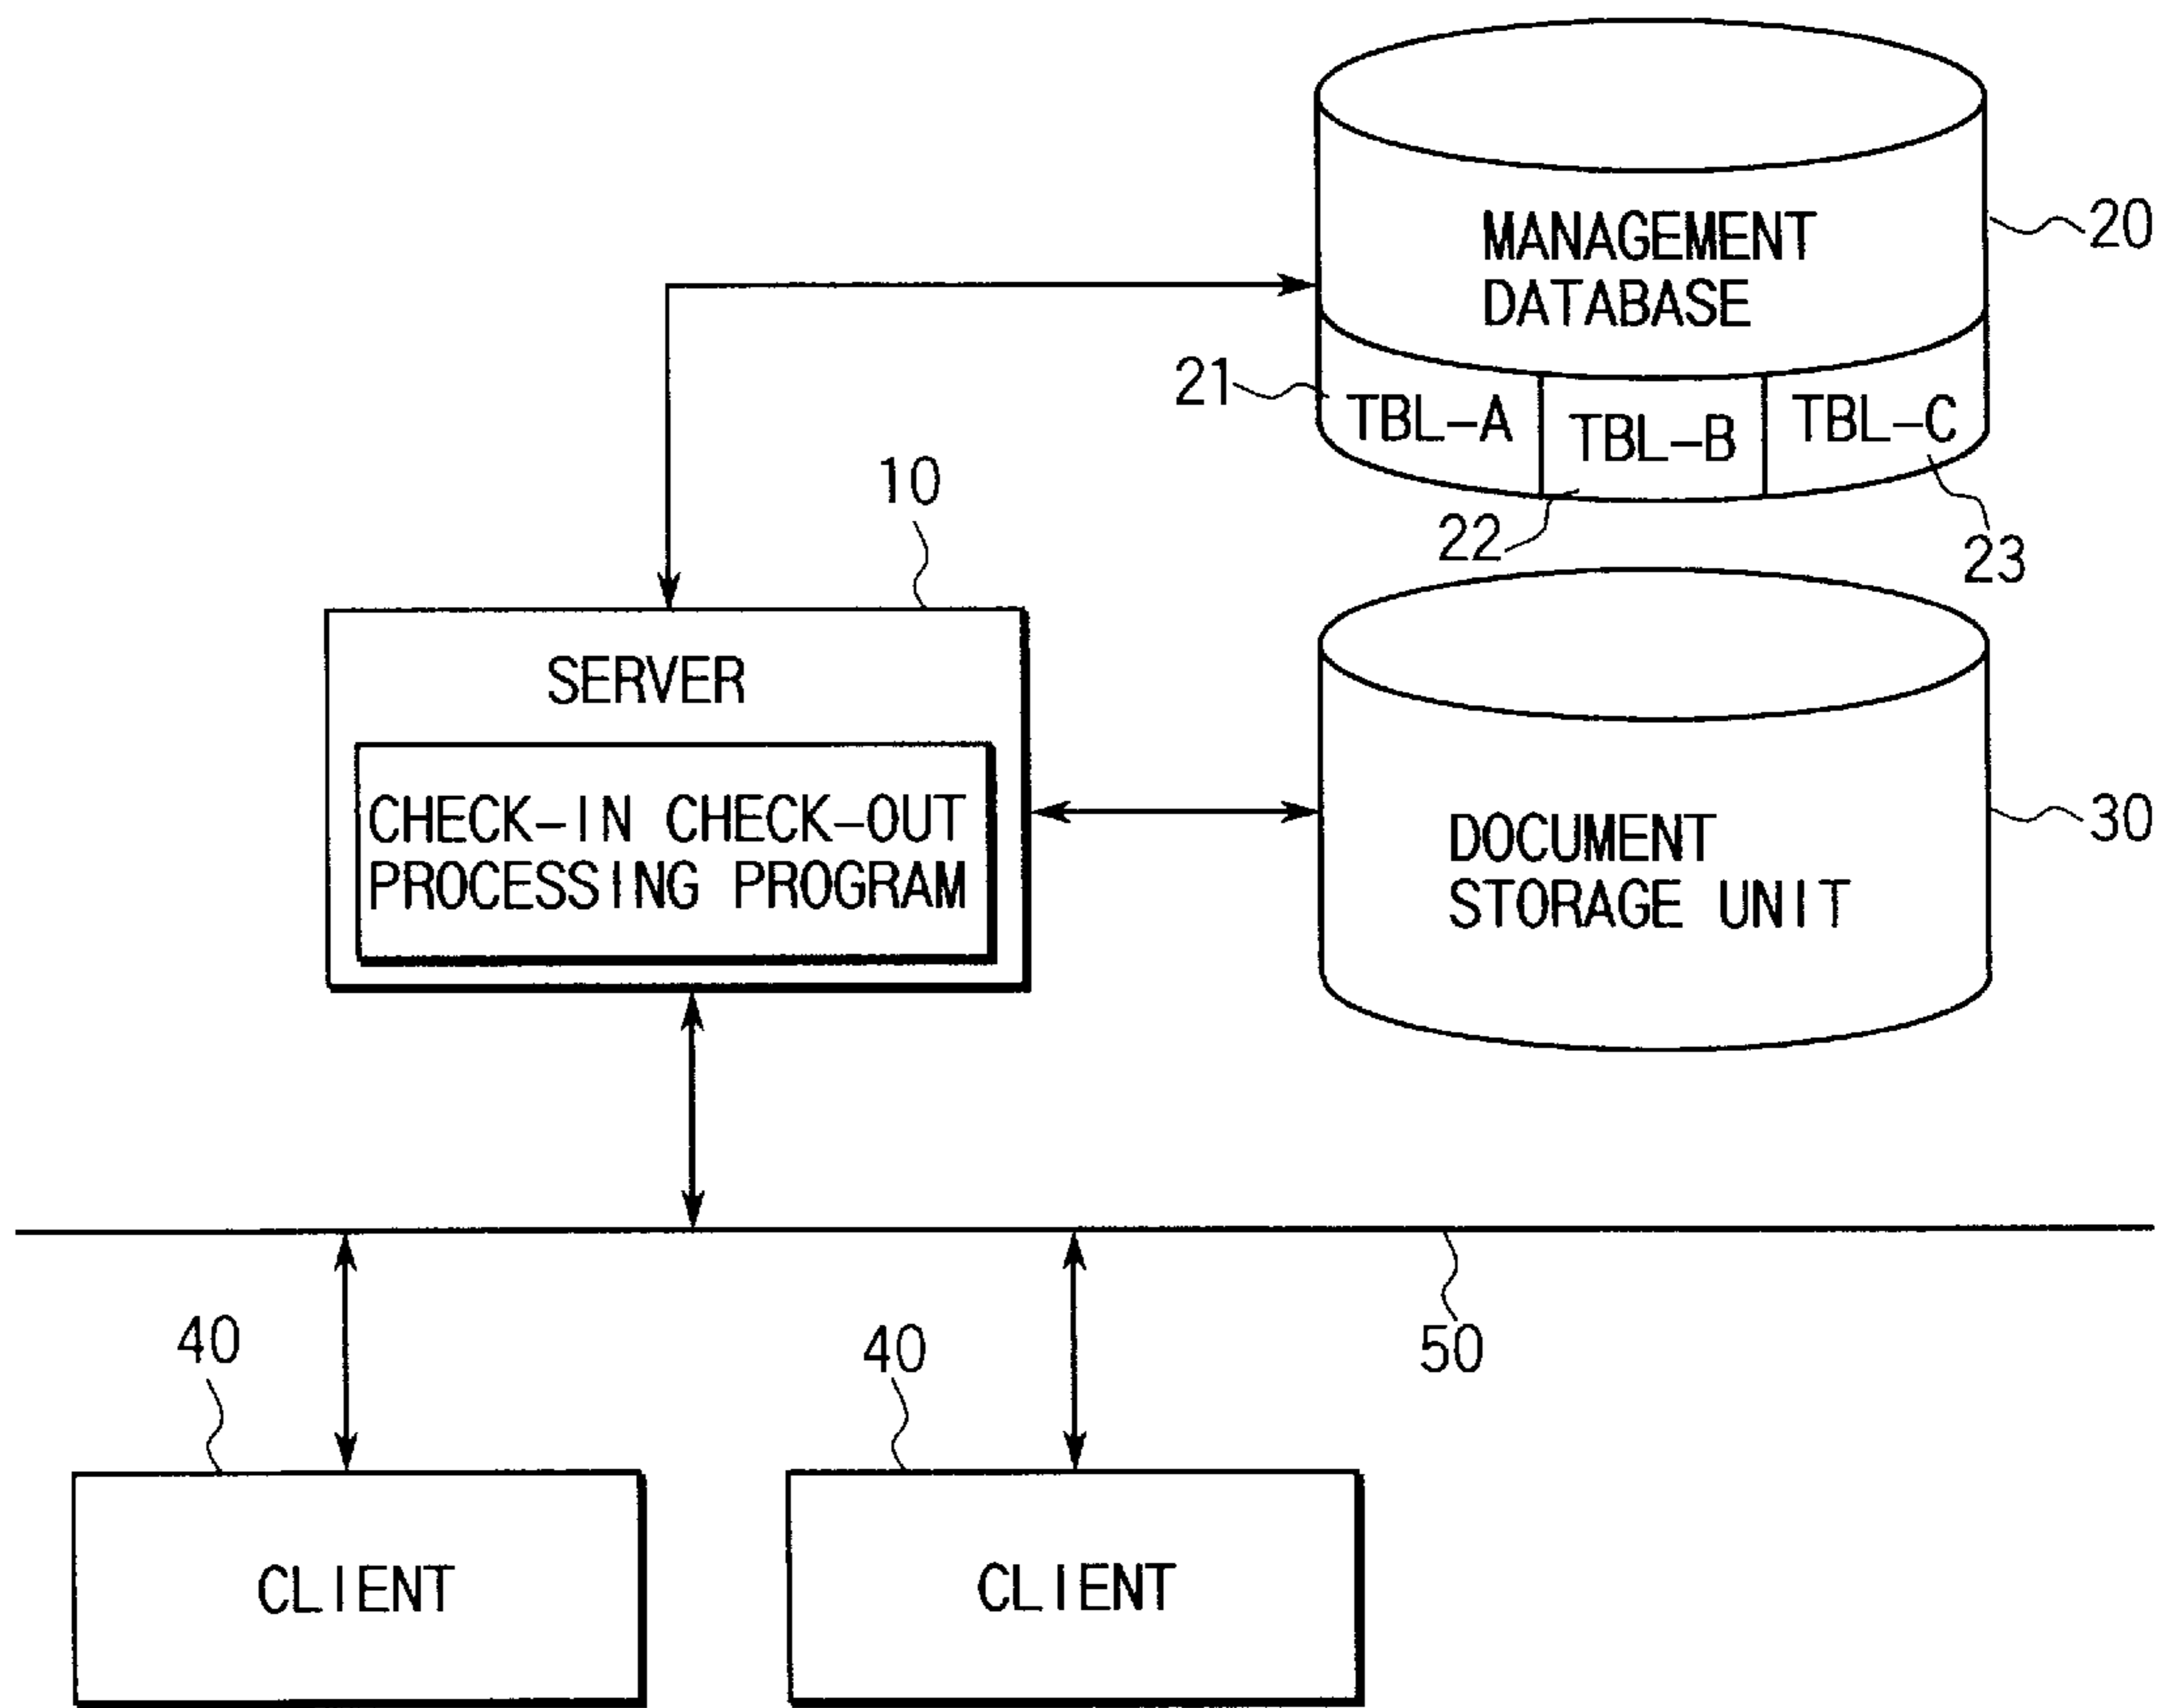 MANAGEMENT
DATABASE
20
21
TBL-A
TBL-B
TBL-C
22
23
10
SERVER
CHECK-IN CHECK-OUT
PROCESSING PROGRAM
DOCUMENT
STORAGE UNIT
30
40
40
50
CLIENT
CLIENT